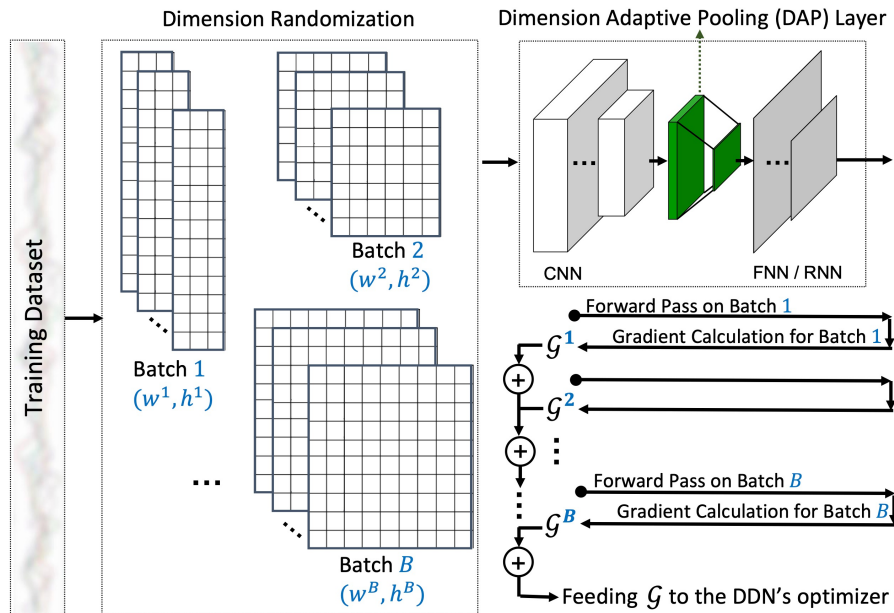 Dimension Randomization
Dimension Adaptive Pooling (DAP) Layer
Training Dataset
Batch 1
(w¹, h¹)
Batch 2
(w², h²)
...
Batch B
(wᴮ, hᴮ)
...
...
CNN
FNN / RNN
Forward Pass on Batch 1
Gradient Calculation for Batch 1
𝒢¹
+
𝒢²
+
Forward Pass on Batch B
Gradient Calculation for Batch B
𝒢ᴮ
+
Feeding 𝒢 to the DDN's optimizer